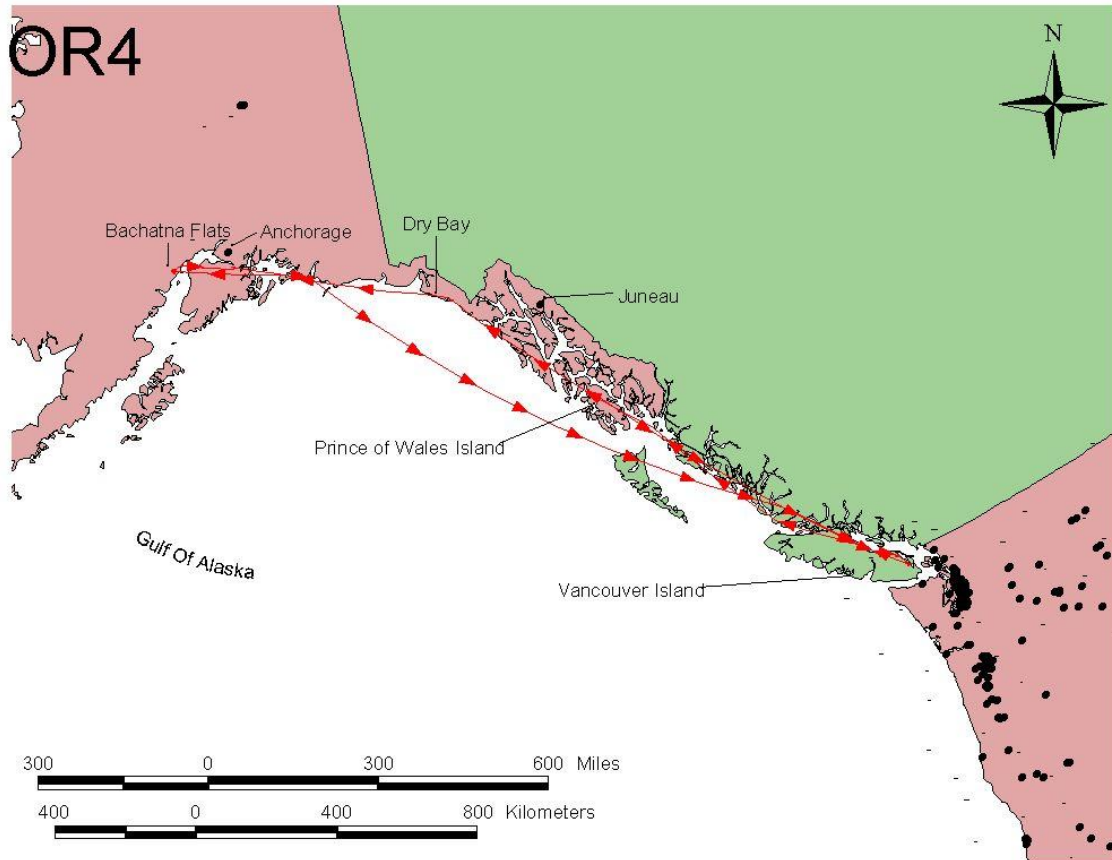 OR4
N
Bachatna Flats
Anchorage
Dry Bay
Juneau
Prince of Wales Island
Gulf Of Alaska
Vancouver Island
300 0 300 600 Miles
400 0 400 800 Kilometers